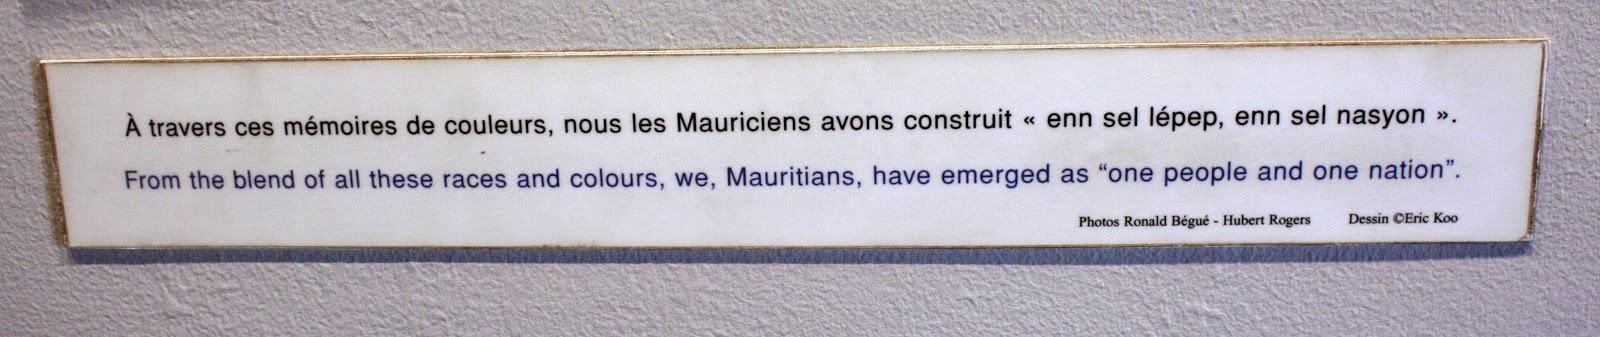 À travers ces mémoires de couleurs, nous les Mauriciens avons construit « enn sel lépep, enn sel nasyon ».
From the blend of all these races and colours, we, Mauritians, have emerged as “one people and one nation”.
Photos Ronald Bégué - Hubert Rogers Dessin ©Eric Koo